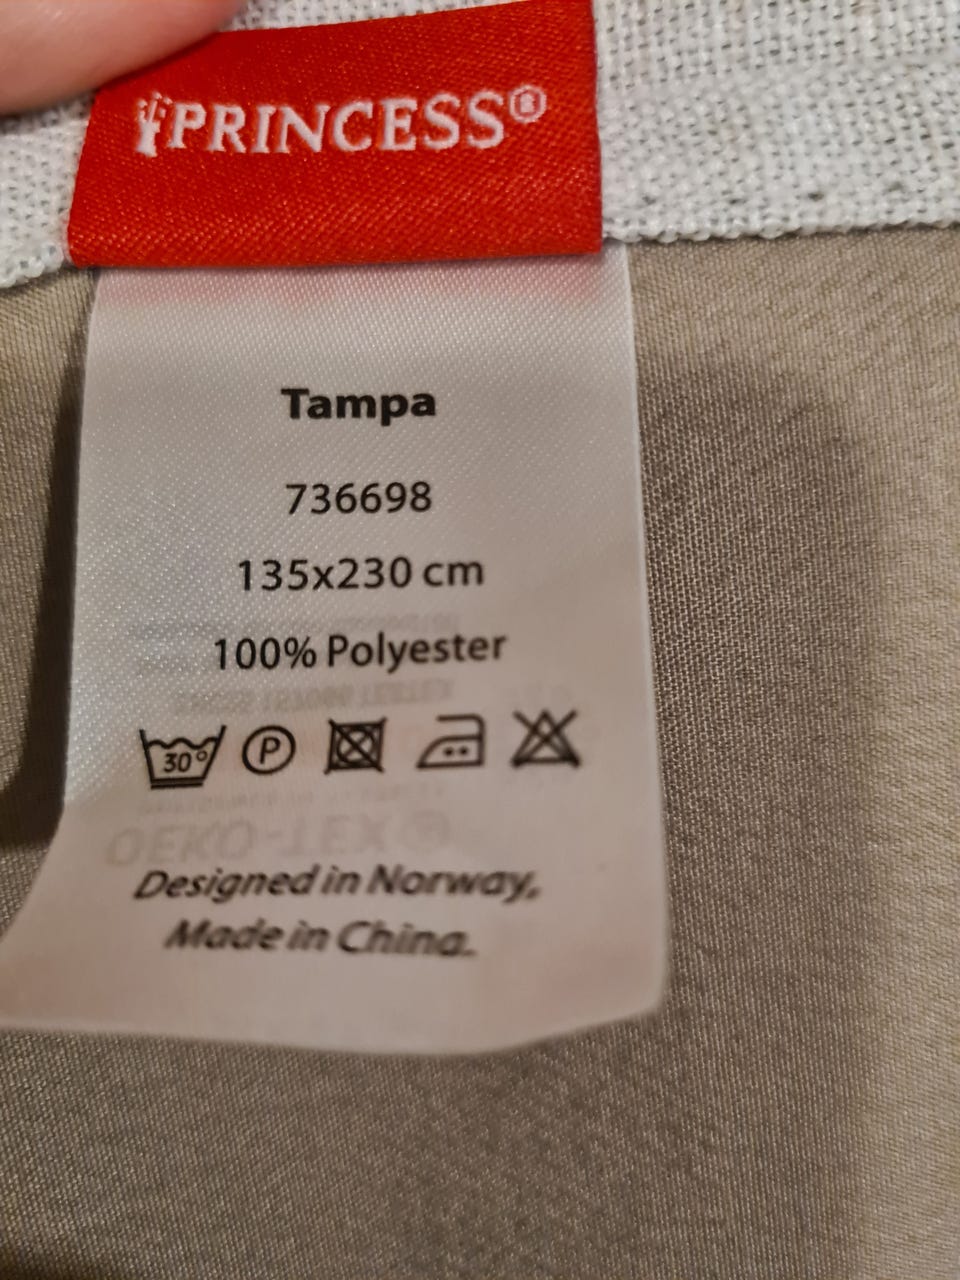 PRINCESS®
Tampa
736698
135x230 cm
100% Polyester
30° P
OEKO-TEX®
Designed in Norway,
Made in China.